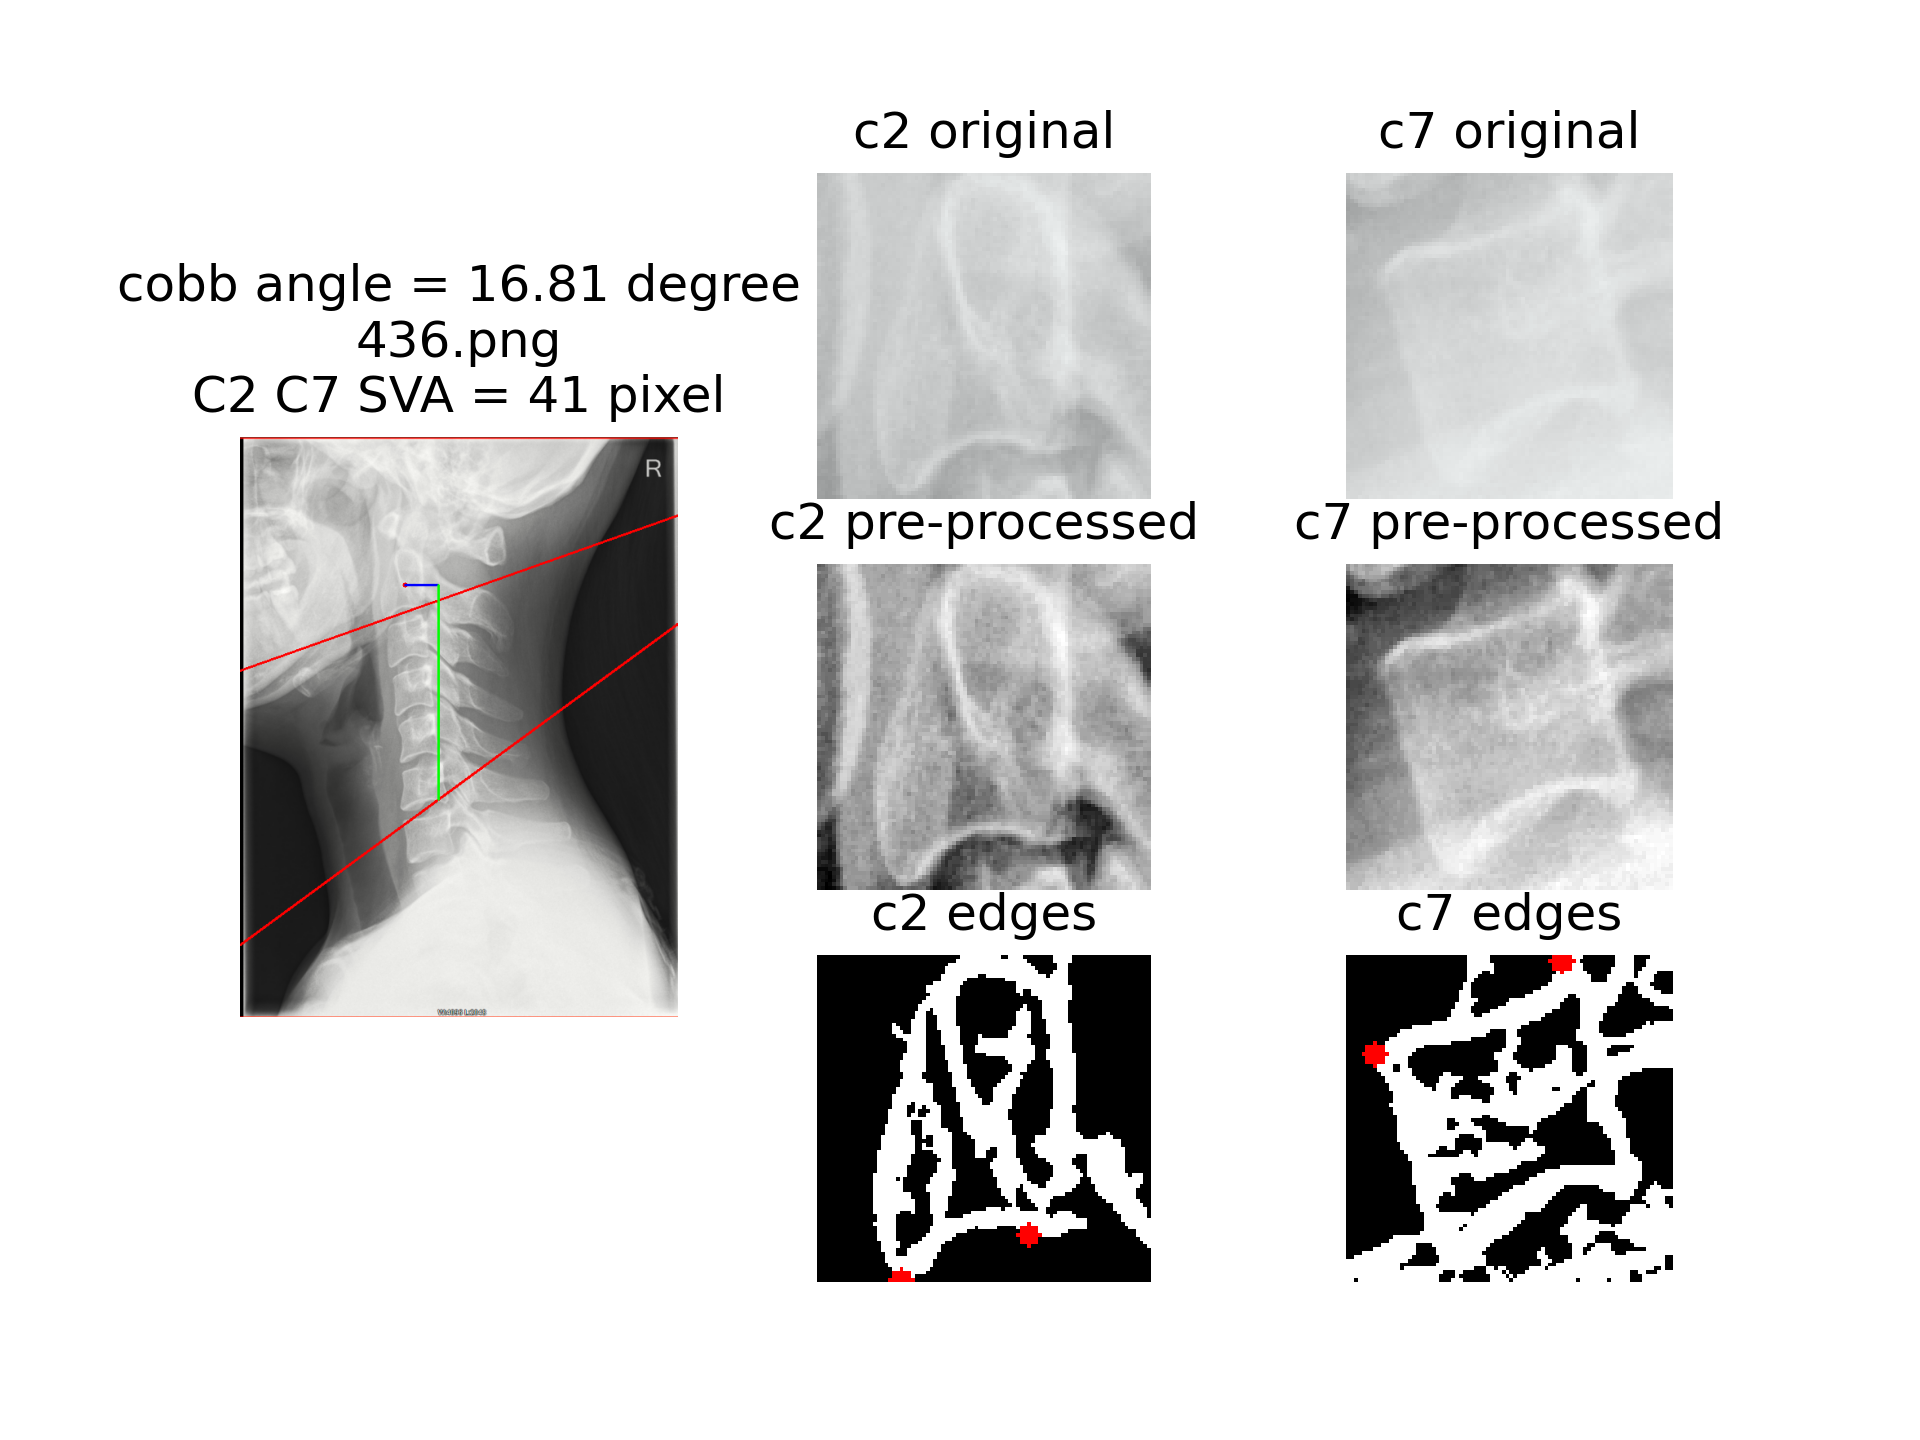 cobb angle = 16.81 degree
436.png
C2 C7 SVA = 41 pixel
R
c2 original
c7 original
c2 pre-processed
c7 pre-processed
c2 edges
c7 edges